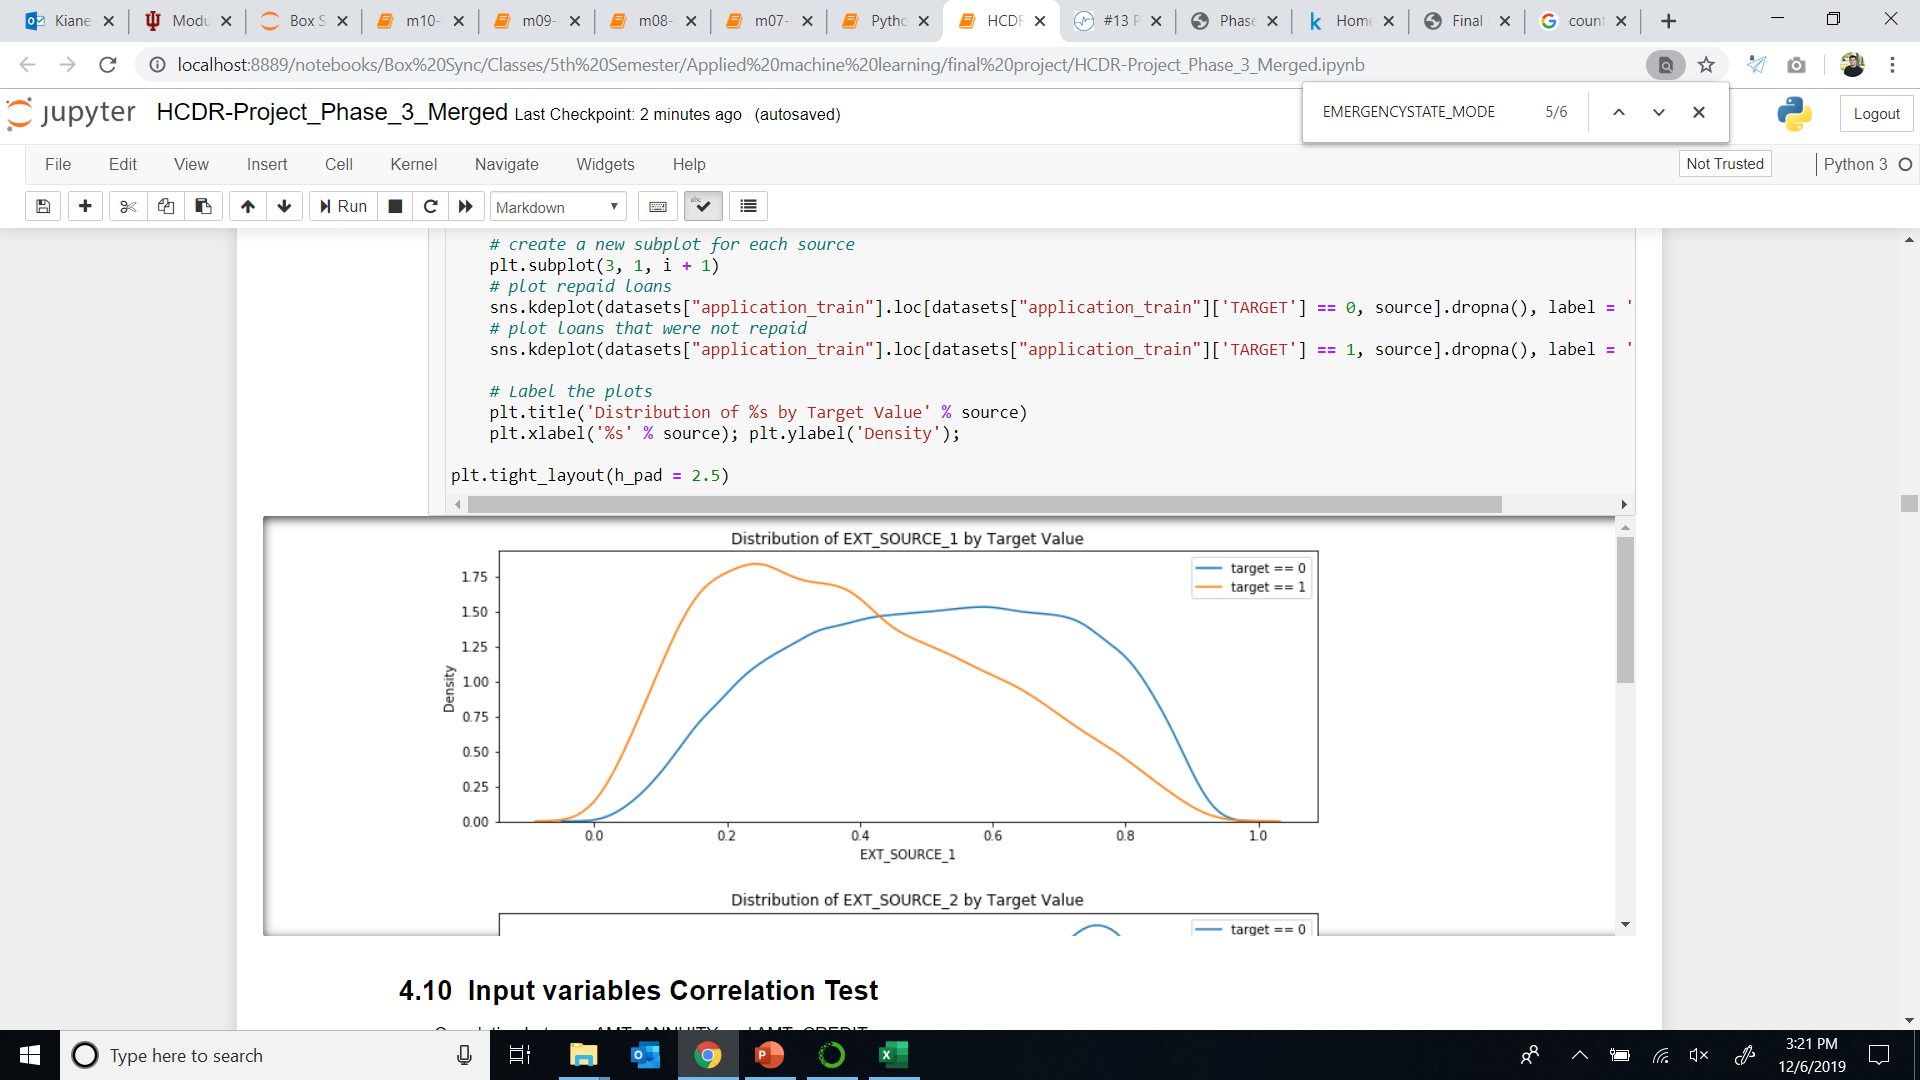 Kiane
Modu
Box S
m10-
m09-
m08-
m07-
Pytho
HCDR
#13 P
Phase
Home
Final
coun
localhost:8889/notebooks/Box%20Sync/Classes/5th%20Semester/Applied%20machine%20learning/final%20project/HCDR-Project_Phase_3_Merged.ipynb
EMERGENCYSTATE_MODE 5/6
jupyter HCDR-Project_Phase_3_Merged Last Checkpoint: 2 minutes ago (autosaved)
Logout
File Edit View Insert Cell Kernel Navigate Widgets Help
Not Trusted Python 3
Run Markdown
# create a new subplot for each source
plt.subplot(3, 1, i + 1)
# plot repaid loans
sns.kdeplot(datasets["application_train"].loc[datasets["application_train"]['TARGET'] == 0, source].dropna(), label = '
# plot loans that were not repaid
sns.kdeplot(datasets["application_train"].loc[datasets["application_train"]['TARGET'] == 1, source].dropna(), label = '
# Label the plots
plt.title('Distribution of %s by Target Value' % source)
plt.xlabel('%s' % source); plt.ylabel('Density');
plt.tight_layout(h_pad = 2.5)
Distribution of EXT_SOURCE_1 by Target Value
target == 0
target == 1
1.75
1.50
1.25
1.00
0.75
0.50
0.25
0.00
Density
0.0 0.2 0.4 0.6 0.8 1.0
EXT_SOURCE_1
Distribution of EXT_SOURCE_2 by Target Value
target == 0
4.10 Input variables Correlation Test
Type here to search
3:21 PM
12/6/2019